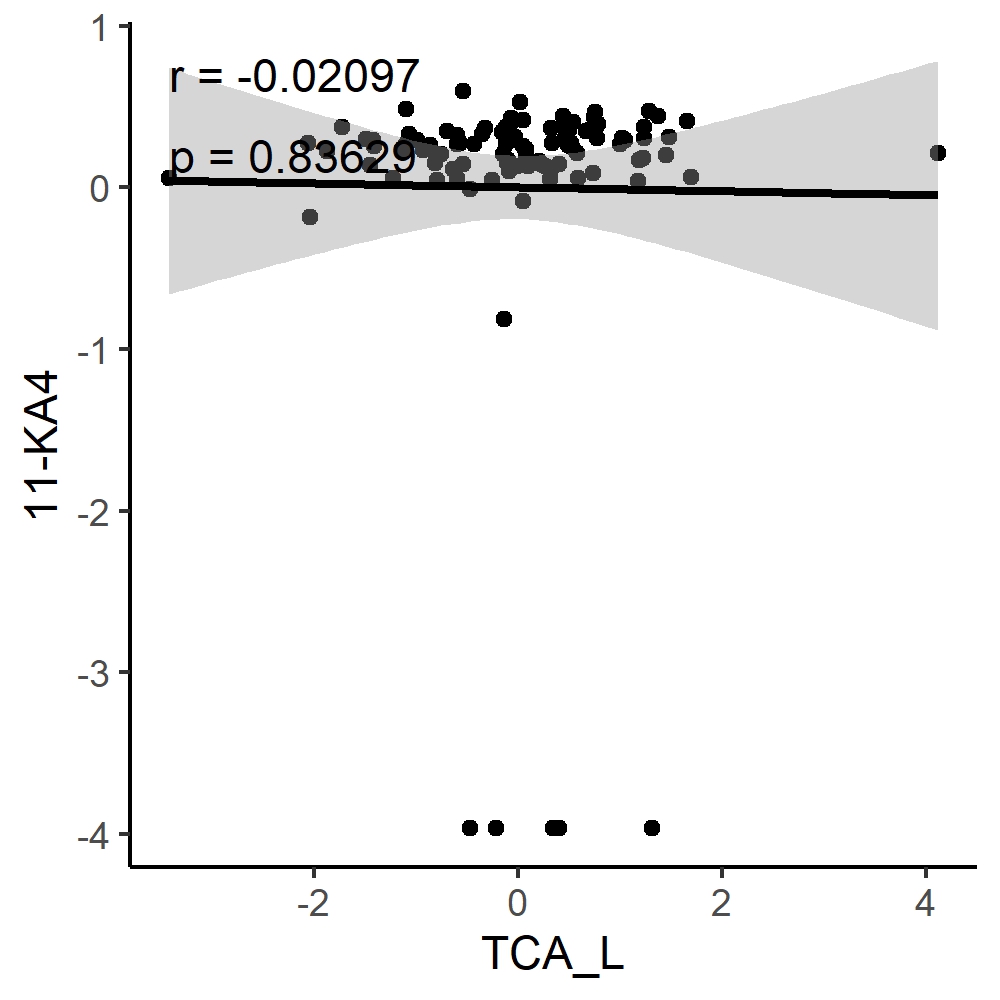 r = -0.02097
p = 0.83629
1
0
-1
-2
-3
-4
11-KA4
-2
0
2
4
TCA_L